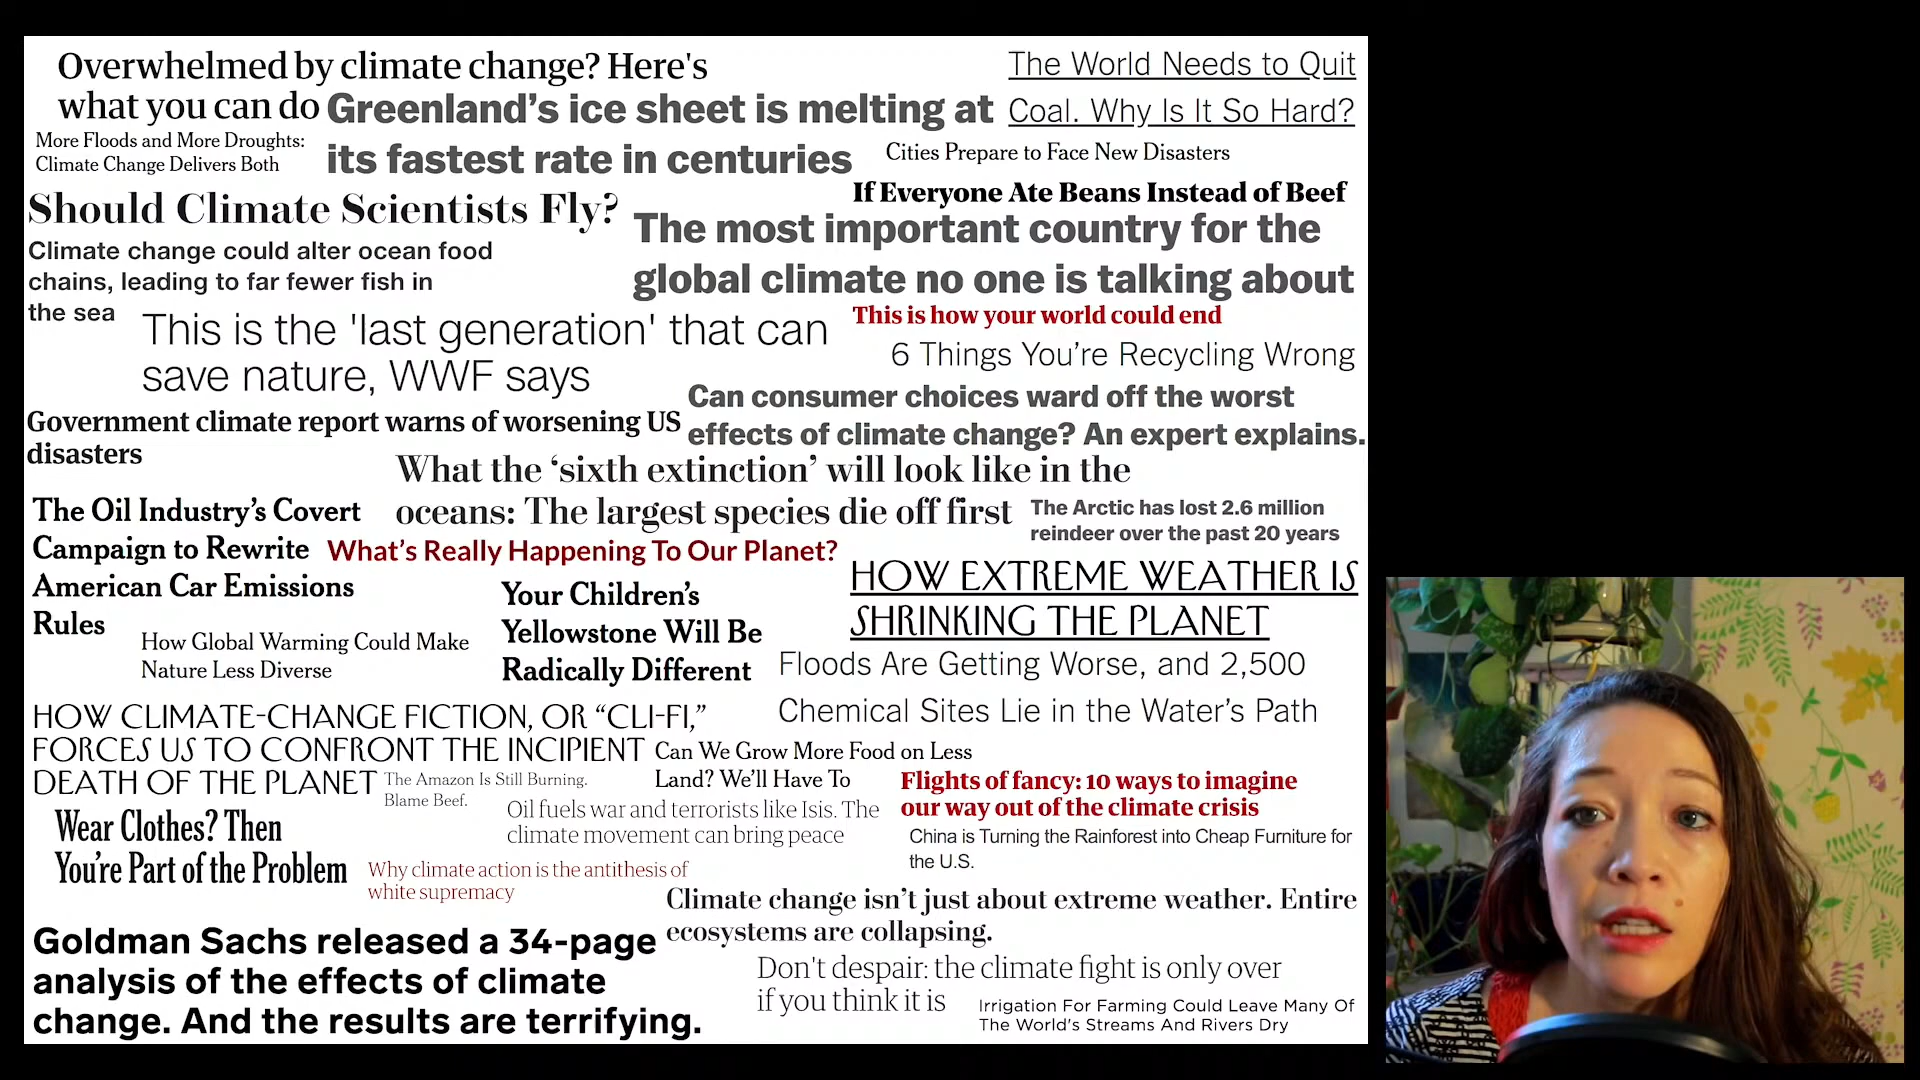 Overwhelmed by climate change? Here's
what you can do
Greenland’s ice sheet is melting at
its fastest rate in centuries
The World Needs to Quit
Coal. Why Is It So Hard?
More Floods and More Droughts:
Climate Change Delivers Both
Cities Prepare to Face New Disasters
If Everyone Ate Beans Instead of Beef
Should Climate Scientists Fly?
The most important country for the
global climate no one is talking about
Climate change could alter ocean food
chains, leading to far fewer fish in
the sea
This is the 'last generation' that can
save nature, WWF says
This is how your world could end
6 Things You’re Recycling Wrong
Can consumer choices ward off the worst
effects of climate change? An expert explains.
Government climate report warns of worsening US
disasters
What the ‘sixth extinction’ will look like in the
oceans: The largest species die off first
The Arctic has lost 2.6 million
reindeer over the past 20 years
The Oil Industry’s Covert
Campaign to Rewrite
American Car Emissions
Rules
What’s Really Happening To Our Planet?
HOW EXTREME WEATHER IS
SHRINKING THE PLANET
Your Children’s
Yellowstone Will Be
Radically Different
How Global Warming Could Make
Nature Less Diverse
Floods Are Getting Worse, and 2,500
Chemical Sites Lie in the Water’s Path
HOW CLIMATE-CHANGE FICTION, OR “CLI-FI,”
FORCES US TO CONFRONT THE INCIPIENT
DEATH OF THE PLANET
Can We Grow More Food on Less
Land? We’ll Have To
The Amazon Is Still Burning.
Blame Beef.
Flights of fancy: 10 ways to imagine
our way out of the climate crisis
Oil fuels war and terrorists like Isis. The
climate movement can bring peace
Wear Clothes? Then
You’re Part of the Problem
China is Turning the Rainforest into Cheap Furniture for
the U.S.
Why climate action is the antithesis of
white supremacy
Climate change isn’t just about extreme weather. Entire
ecosystems are collapsing.
Goldman Sachs released a 34-page
analysis of the effects of climate
change. And the results are terrifying.
Don't despair: the climate fight is only over
if you think it is
Irrigation For Farming Could Leave Many Of
The World’s Streams And Rivers Dry